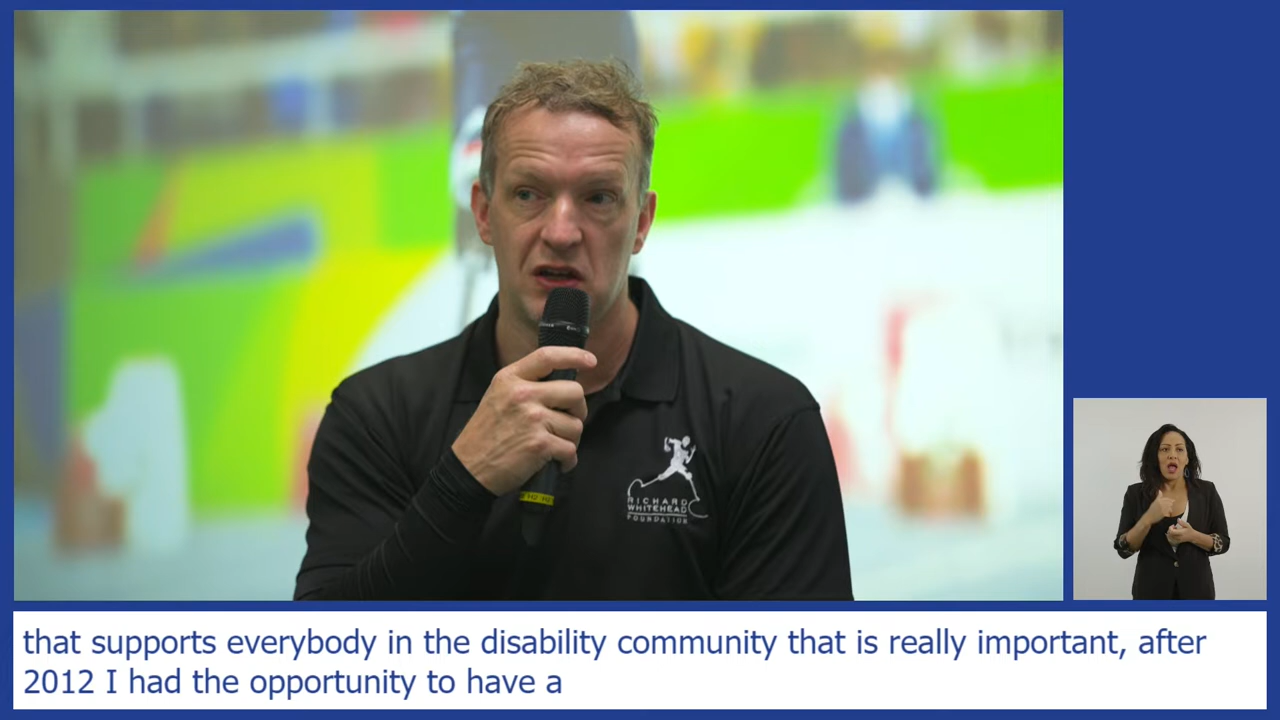 RICHARD
WHITEHEAD
FOUNDATION
that supports everybody in the disability community that is really important, after
2012 I had the opportunity to have a